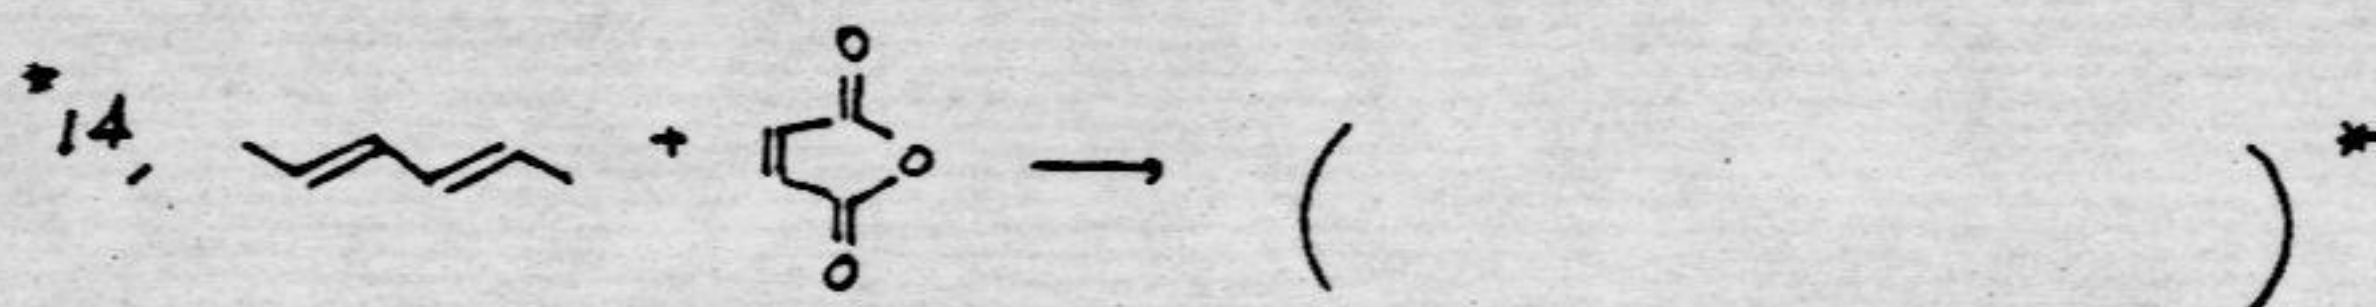 O
*14, + O → ( ) *
O